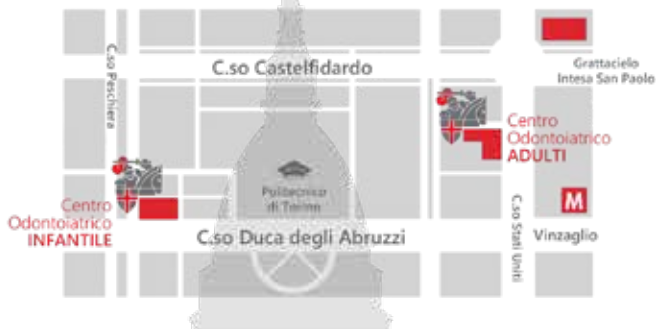 C.so Peschiera
C.so Castelfidardo
Grattacielo
Intesa San Paolo
Centro
Odontoiatrico
ADULTI
Politecnico
di Torino
Centro
Odontoiatrico
INFANTILE
C.so Duca degli Abruzzi
C.so Stati Uniti
M
Vinzaglio